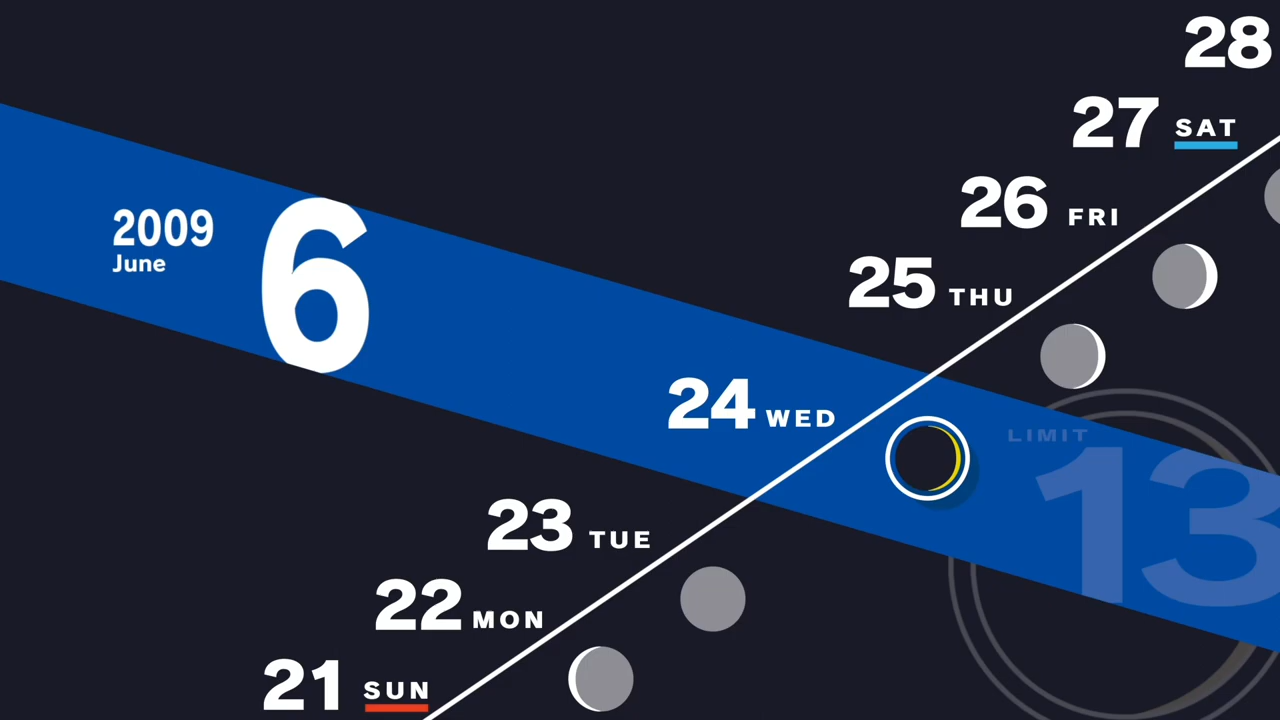 28
27 SAT
26 FRI
2009
June
6
25 THU
24 WED
LIMIT
13
23 TUE
22 MON
21 SUN